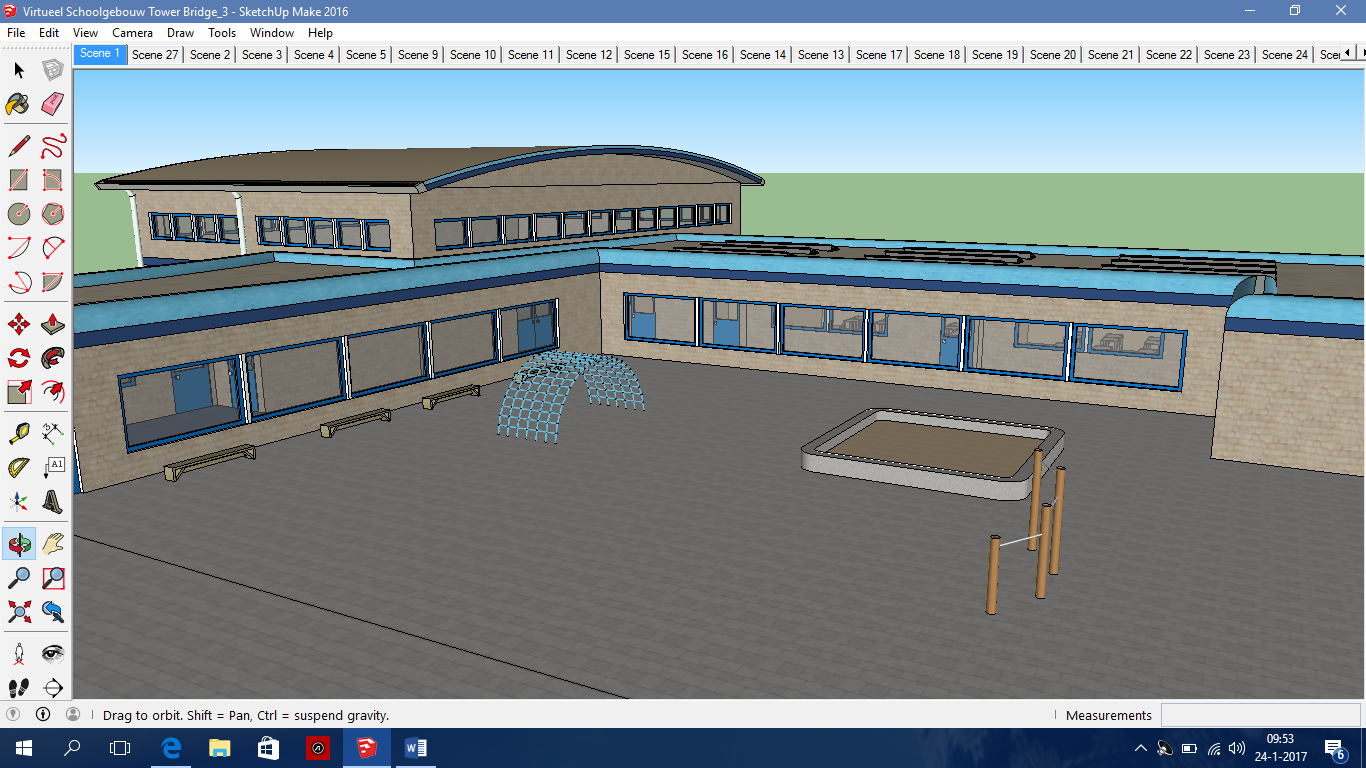 Virtueel Schoolgebouw Tower Bridge_3 - SketchUp Make 2016
File Edit View Camera Draw Tools Window Help
Scene 1 Scene 27 Scene 2 Scene 3 Scene 4 Scene 5 Scene 9 Scene 10 Scene 11 Scene 12 Scene 15 Scene 16 Scene 14 Scene 13 Scene 17 Scene 18 Scene 19 Scene 20 Scene 21 Scene 22 Scene 23 Scene 24
A1
Drag to orbit. Shift = Pan, Ctrl = suspend gravity.
Measurements
09:53
24-1-2017
6